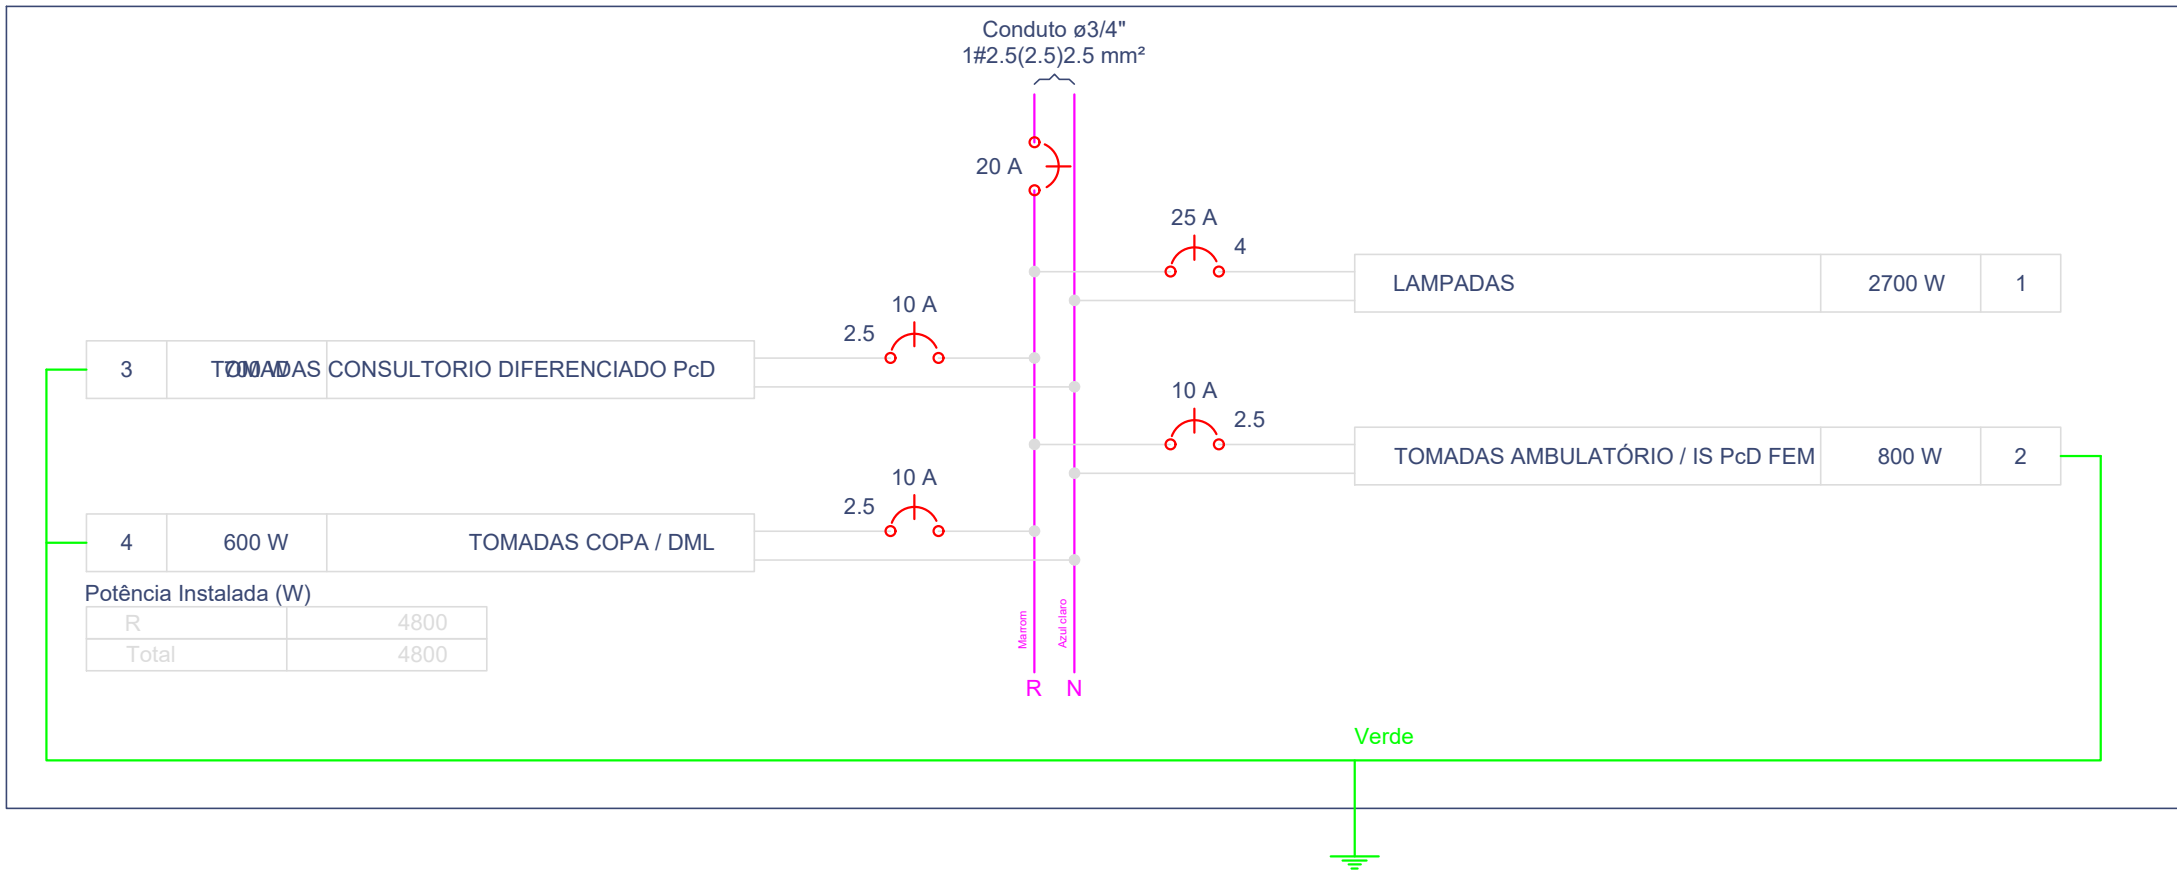 Conduto ø3/4"
1#2.5(2.5)2.5 mm²
20 A
25 A
4
LAMPADAS 2700 W 1
10 A
2.5
3 700 W TOMADAS CONSULTORIO DIFERENCIADO PcD
10 A
2.5
TOMADAS AMBULATÓRIO / IS PcD FEM 800 W 2
10 A
2.5
4 600 W TOMADAS COPA / DML
Potência Instalada (W)
R 4800
Total 4800
Marrom
Azul claro
R N
Verde